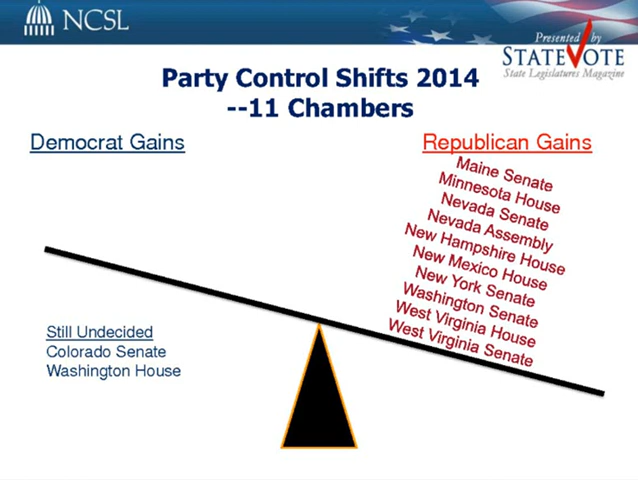 NCSL
Presented by
STATEVOTE
State Legislatures Magazine
Party Control Shifts 2014
--11 Chambers
Democrat Gains
Republican Gains
Maine Senate
Minnesota House
Nevada Senate
Nevada Assembly
New Hampshire House
New Mexico House
New York Senate
Washington Senate
West Virginia House
West Virginia Senate
Still Undecided
Colorado Senate
Washington House